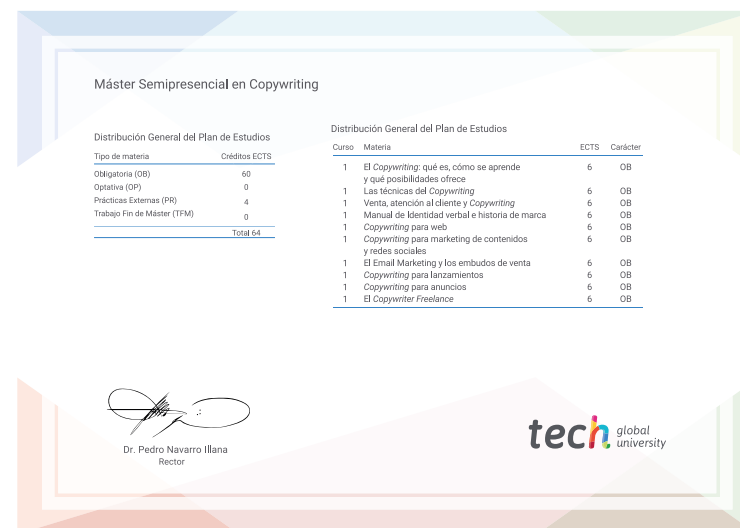 Máster Semipresencial en Copywriting
Distribución General del Plan de Estudios
Tipo de materia Créditos ECTS
Obligatoria (OB) 60
Optativa (OP) 0
Prácticas Externas (PR) 4
Trabajo Fin de Máster (TFM) 0
Total 64
Distribución General del Plan de Estudios
Curso Materia ECTS Carácter
1 El Copywriting: qué es, cómo se aprende 6 OB
y qué posibilidades ofrece
1 Las técnicas del Copywriting 6 OB
1 Venta, atención al cliente y Copywriting 6 OB
1 Manual de Identidad verbal e historia de marca 6 OB
1 Copywriting para web 6 OB
1 Copywriting para marketing de contenidos 6 OB
y redes sociales
1 El Email Marketing y los embudos de venta 6 OB
1 Copywriting para lanzamientos 6 OB
1 Copywriting para anuncios 6 OB
1 El Copywriter Freelance 6 OB
Dr. Pedro Navarro Illana
Rector
tech global
university